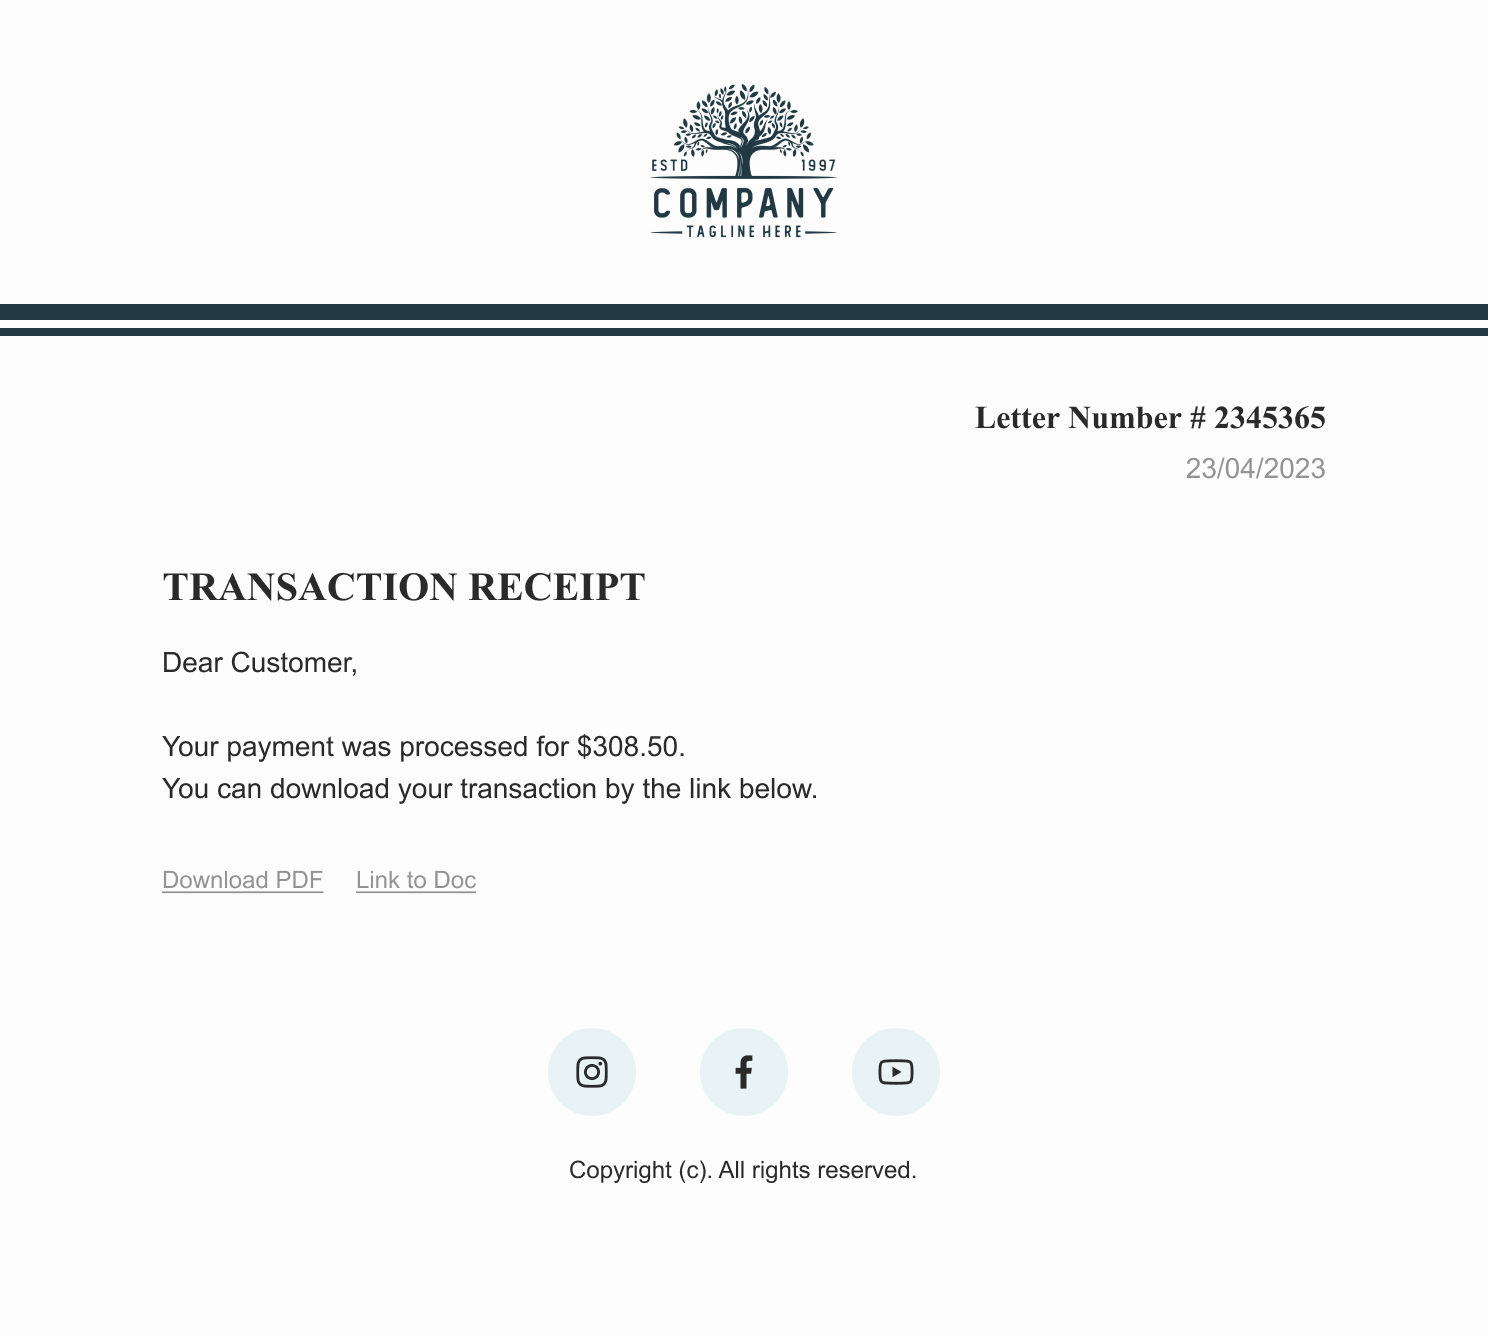 ESTD 1997
COMPANY
TAGLINE HERE
Letter Number # 2345365
23/04/2023
TRANSACTION RECEIPT
Dear Customer,
Your payment was processed for $308.50.
You can download your transaction by the link below.
Download PDF Link to Doc
Copyright (c). All rights reserved.